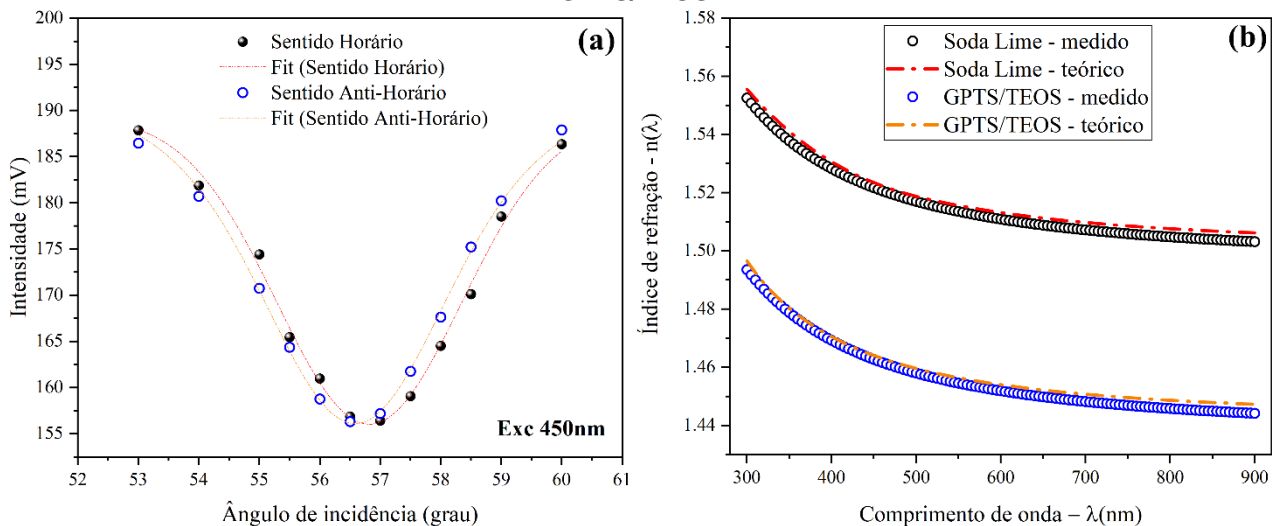 (a)
Sentido Horário
Fit (Sentido Horário)
Sentido Anti-Horário
Fit (Sentido Anti-Horário)
Intensidade (mV)
200
195
190
185
180
175
170
165
160
155
Exc 450nm
52 53 54 55 56 57 58 59 60 61
Ângulo de incidência (grau)
(b)
Soda Lime - medido
Soda Lime - teórico
GPTS/TEOS - medido
GPTS/TEOS - teórico
Índice de refração - n(λ)
1.58
1.56
1.54
1.52
1.50
1.48
1.46
1.44
300 400 500 600 700 800 900
Comprimento de onda – λ(nm)